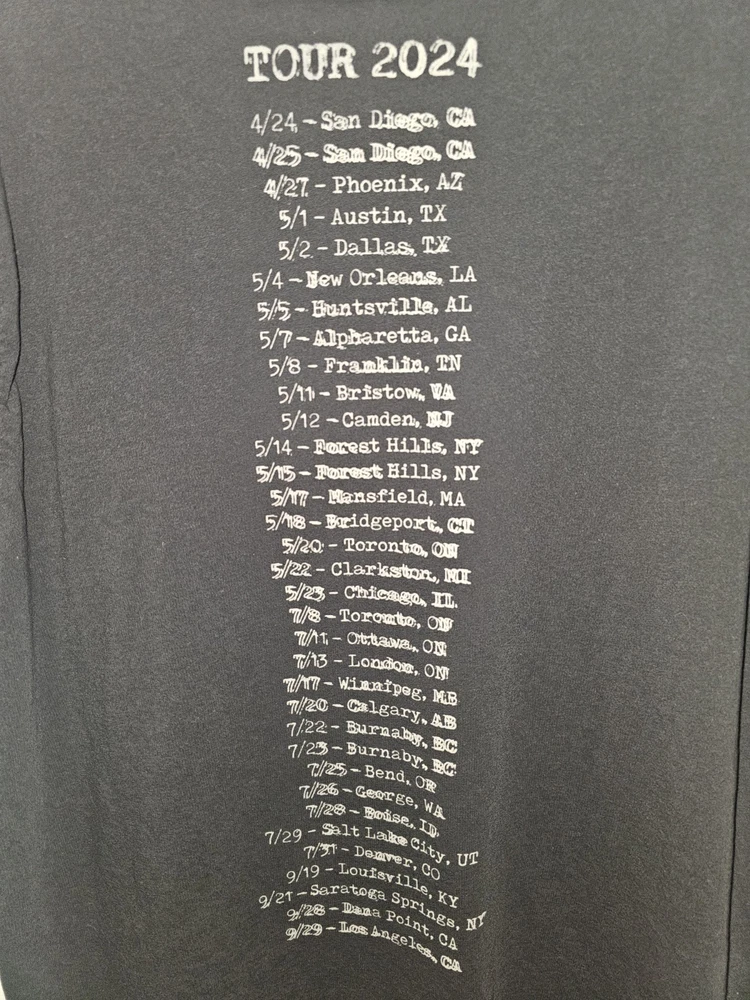 TOUR 2024
4/24 - San Diego, CA
4/25 - San Diego, CA
4/27 - Phoenix, AZ
5/1 - Austin, TX
5/2 - Dallas, TX
5/4 - New Orleans, LA
5/5 - Huntsville, AL
5/7 - Alpharetta, GA
5/8 - Franklin, TN
5/11 - Bristow, VA
5/12 - Camden, NJ
5/14 - Forest Hills, NY
5/15 - Forest Hills, NY
5/17 - Mansfield, MA
5/18 - Bridgeport, CT
5/20 - Toronto, ON
5/22 - Clarkston, MI
5/23 - Chicago, IL
7/8 - Toronto, ON
7/11 - Ottawa, ON
7/13 - London, ON
7/17 - Winnipeg, MB
7/20 - Calgary, AB
7/22 - Burnaby, BC
7/23 - Burnaby, BC
7/25 - Bend, OR
7/26 - George, WA
7/28 - Boise, ID
7/29 - Salt Lake City, UT
7/31 - Denver, CO
9/19 - Louisville, KY
9/21 - Saratoga Springs, NY
9/28 - Dana Point, CA
9/29 - Los Angeles, CA